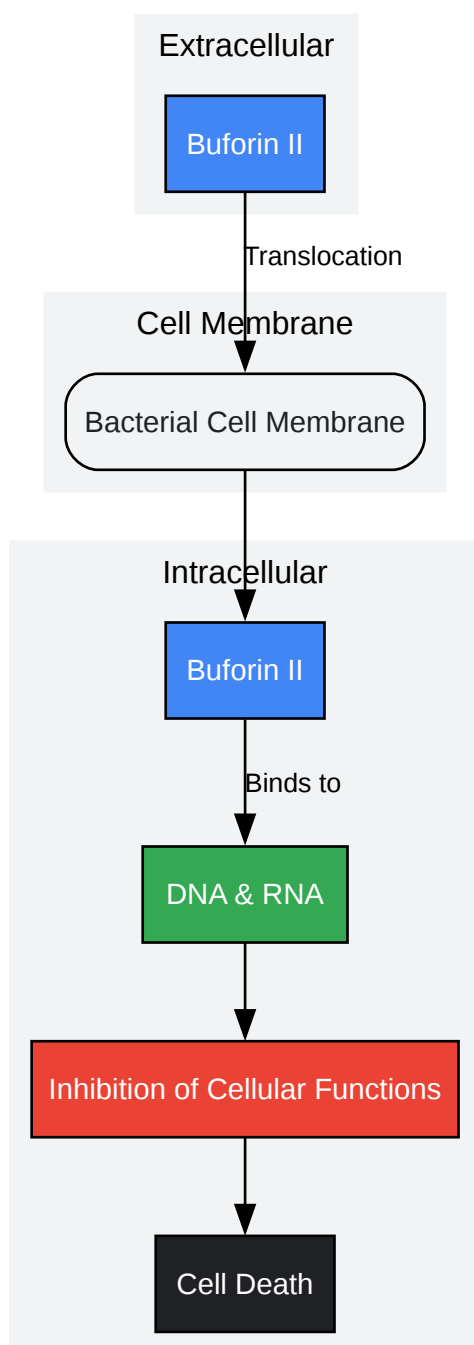 Extracellular
Buforin II
Translocation
Cell Membrane
Bacterial Cell Membrane
Intracellular
Buforin II
Binds to
DNA & RNA
Inhibition of Cellular Functions
Cell Death